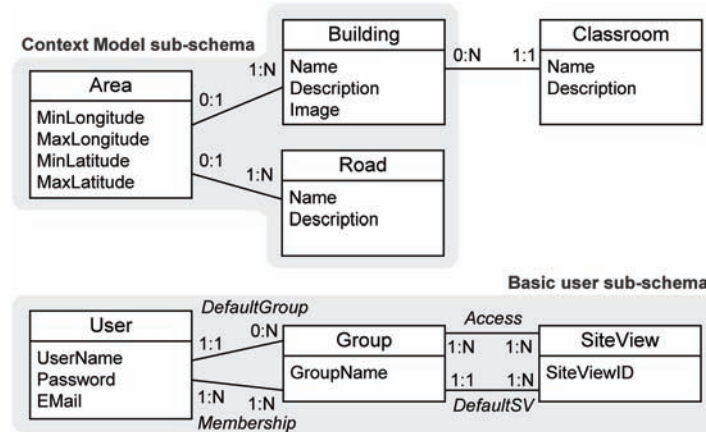 Context Model sub-schema
Area
MinLongitude
MaxLongitude
MinLatitude
MaxLatitude
0:1
1:N
0:1
1:N
Building
Name
Description
Image
0:N
1:1
Classroom
Name
Description
Road
Name
Description
Basic user sub-schema
User
UserName
Password
EMail
DefaultGroup
1:1
0:N
1:N
1:N
Membership
Group
GroupName
Access
1:N
1:N
1:1
1:N
DefaultSV
SiteView
SiteViewID